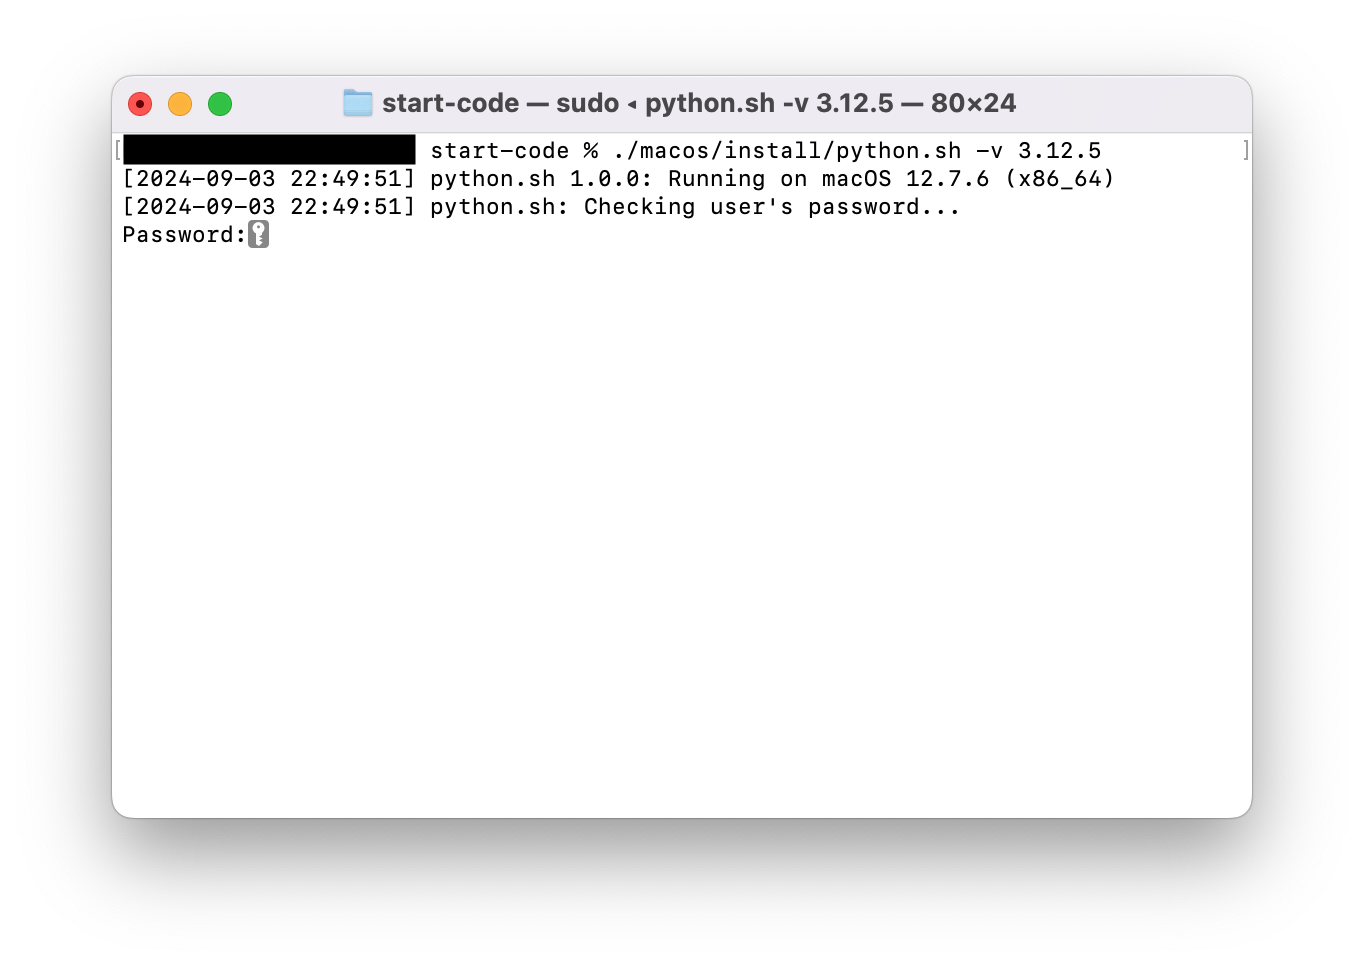 start-code — sudo ◂ python.sh -v 3.12.5 — 80×24
[ start-code % ./macos/install/python.sh -v 3.12.5 ]
[2024-09-03 22:49:51] python.sh 1.0.0: Running on macOS 12.7.6 (x86_64)
[2024-09-03 22:49:51] python.sh: Checking user's password...
Password: